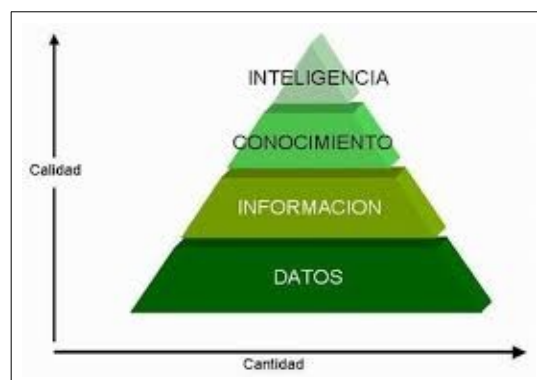 INTELIGENCIA
CONOCIMIENTO
Calidad
INFORMACION
DATOS
Cantidad